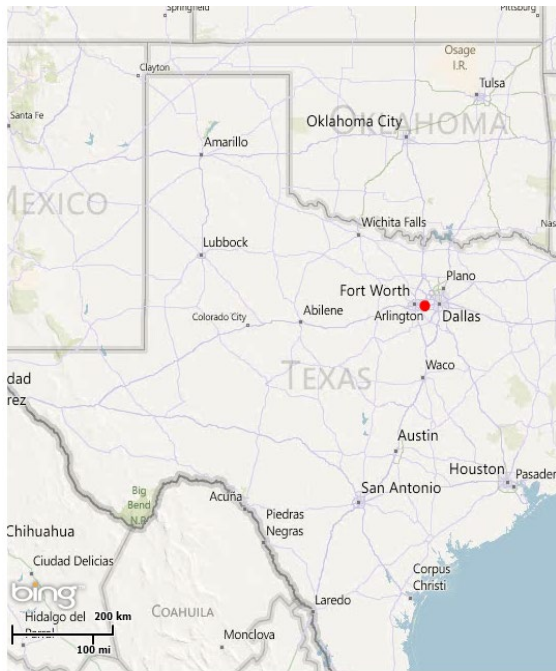 Springfield
Pittsburg
Clayton
Osage
I.R.
Tulsa
Santa Fe
Amarillo
Oklahoma City
OKLAHOMA
MEXICO
Wichita Falls
Lubbock
Plano
Fort Worth
Arlington
Dallas
Colorado City
Abilene
TEXAS
Waco
dad
rez
Austin
Houston
Pasaden
Big
Bend
N.P.
Acuña
San Antonio
Piedras
Negras
Chihuahua
Ciudad Delicias
Corpus
Christi
bing
200 km
Hidalgo del
Parral
100 mi
COAHUILA
Laredo
Monclova